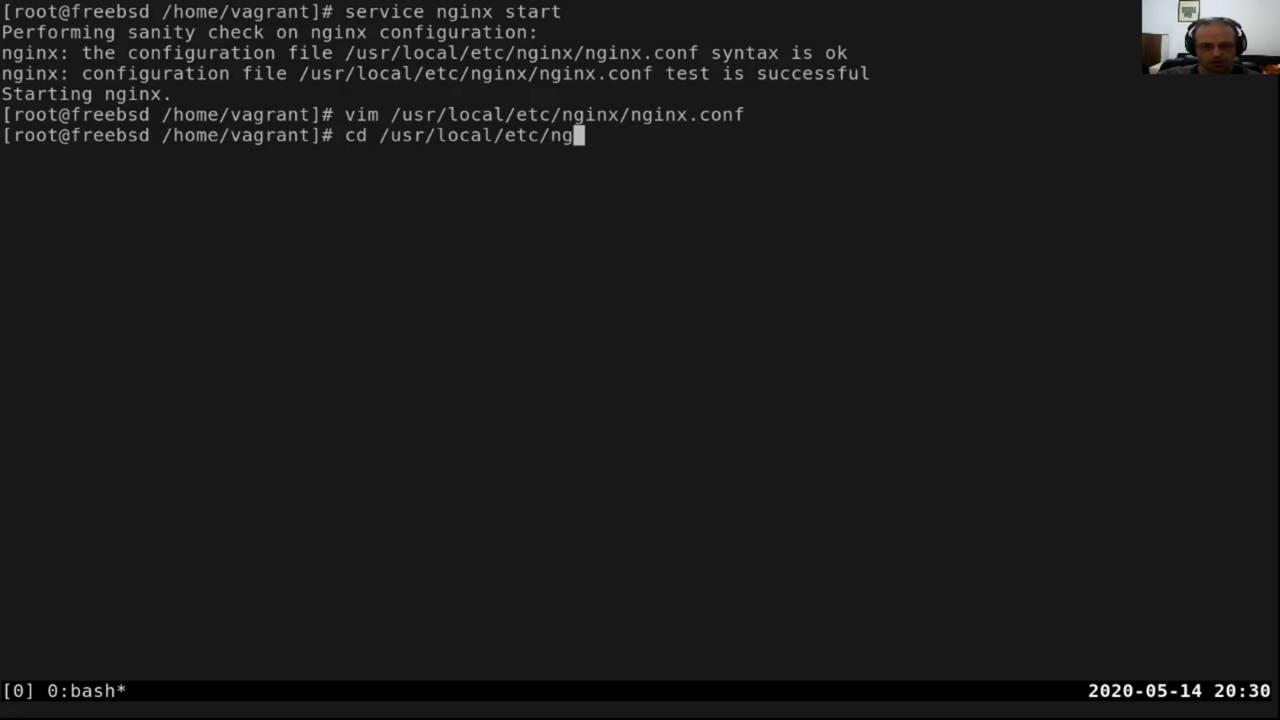 [root@freebsd /home/vagrant]# service nginx start
Performing sanity check on nginx configuration:
nginx: the configuration file /usr/local/etc/nginx/nginx.conf syntax is ok
nginx: configuration file /usr/local/etc/nginx/nginx.conf test is successful
Starting nginx.
[root@freebsd /home/vagrant]# vim /usr/local/etc/nginx/nginx.conf
[root@freebsd /home/vagrant]# cd /usr/local/etc/ng
[0] 0:bash* 2020-05-14 20:30